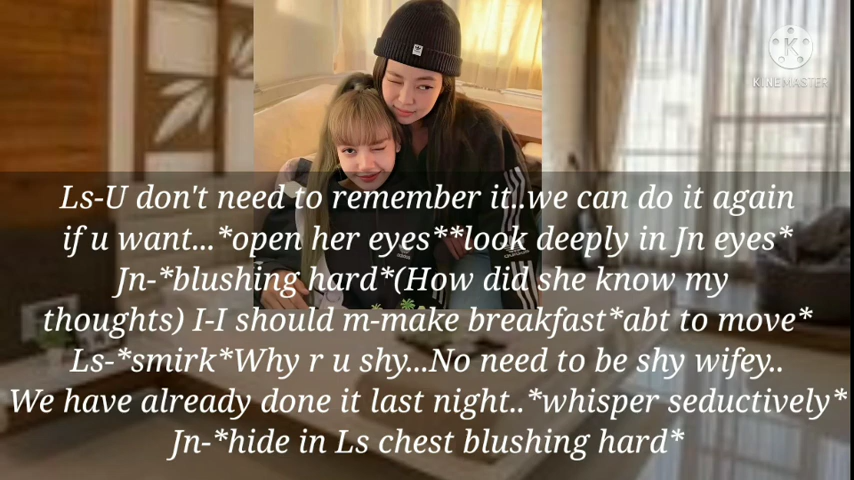 KINEMASTER
Ls-U don't need to remember it..we can do it again
if u want...*open her eyes**look deeply in Jn eyes*
Jn-*blushing hard*(How did she know my
thoughts) I-I should m-make breakfast*abt to move*
Ls-*smirk*Why r u shy...No need to be shy wifey..
We have already done it last night..*whisper seductively*
Jn-*hide in Ls chest blushing hard*